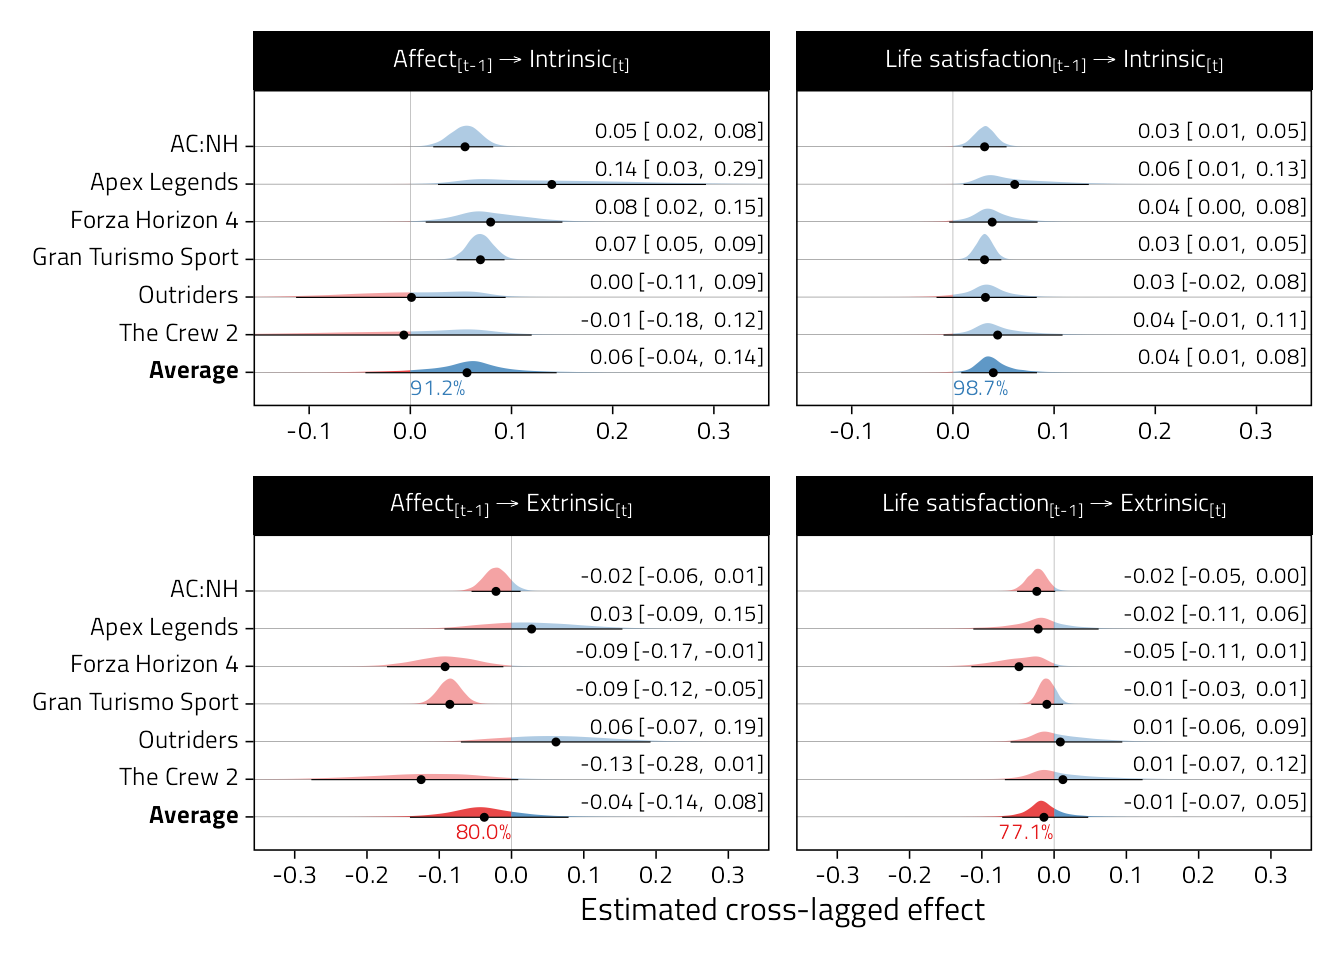 Affect[t-1] → Intrinsic[t]
Life satisfaction[t-1] → Intrinsic[t]
AC:NH 0.05 [ 0.02, 0.08] 0.03 [ 0.01, 0.05]
Apex Legends 0.14 [ 0.03, 0.29] 0.06 [ 0.01, 0.13]
Forza Horizon 4 0.08 [ 0.02, 0.15] 0.04 [ 0.00, 0.08]
Gran Turismo Sport 0.07 [ 0.05, 0.09] 0.03 [ 0.01, 0.05]
Outriders 0.00 [-0.11, 0.09] 0.03 [-0.02, 0.08]
The Crew 2 -0.01 [-0.18, 0.12] 0.04 [-0.01, 0.11]
Average 0.06 [-0.04, 0.14] 0.04 [ 0.01, 0.08]
91.2% 98.7%
-0.1 0.0 0.1 0.2 0.3 -0.1 0.0 0.1 0.2 0.3
Affect[t-1] → Extrinsic[t]
Life satisfaction[t-1] → Extrinsic[t]
AC:NH -0.02 [-0.06, 0.01] -0.02 [-0.05, 0.00]
Apex Legends 0.03 [-0.09, 0.15] -0.02 [-0.11, 0.06]
Forza Horizon 4 -0.09 [-0.17, -0.01] -0.05 [-0.11, 0.01]
Gran Turismo Sport -0.09 [-0.12, -0.05] -0.01 [-0.03, 0.01]
Outriders 0.06 [-0.07, 0.19] 0.01 [-0.06, 0.09]
The Crew 2 -0.13 [-0.28, 0.01] 0.01 [-0.07, 0.12]
Average -0.04 [-0.14, 0.08] -0.01 [-0.07, 0.05]
80.0% 77.1%
-0.3 -0.2 -0.1 0.0 0.1 0.2 0.3 -0.3 -0.2 -0.1 0.0 0.1 0.2 0.3
Estimated cross-lagged effect